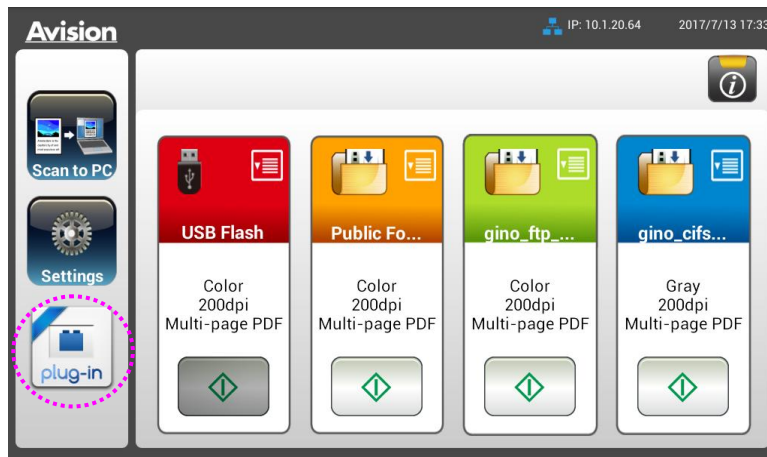 Avision
IP: 10.1.20.64 2017/7/13 17:33
Scan to PC
Settings
plug-in
USB Flash
Color
200dpi
Multi-page PDF
Public Fo...
Color
200dpi
Multi-page PDF
gino_ftp_...
Color
200dpi
Multi-page PDF
gino_cifs...
Gray
200dpi
Multi-page PDF